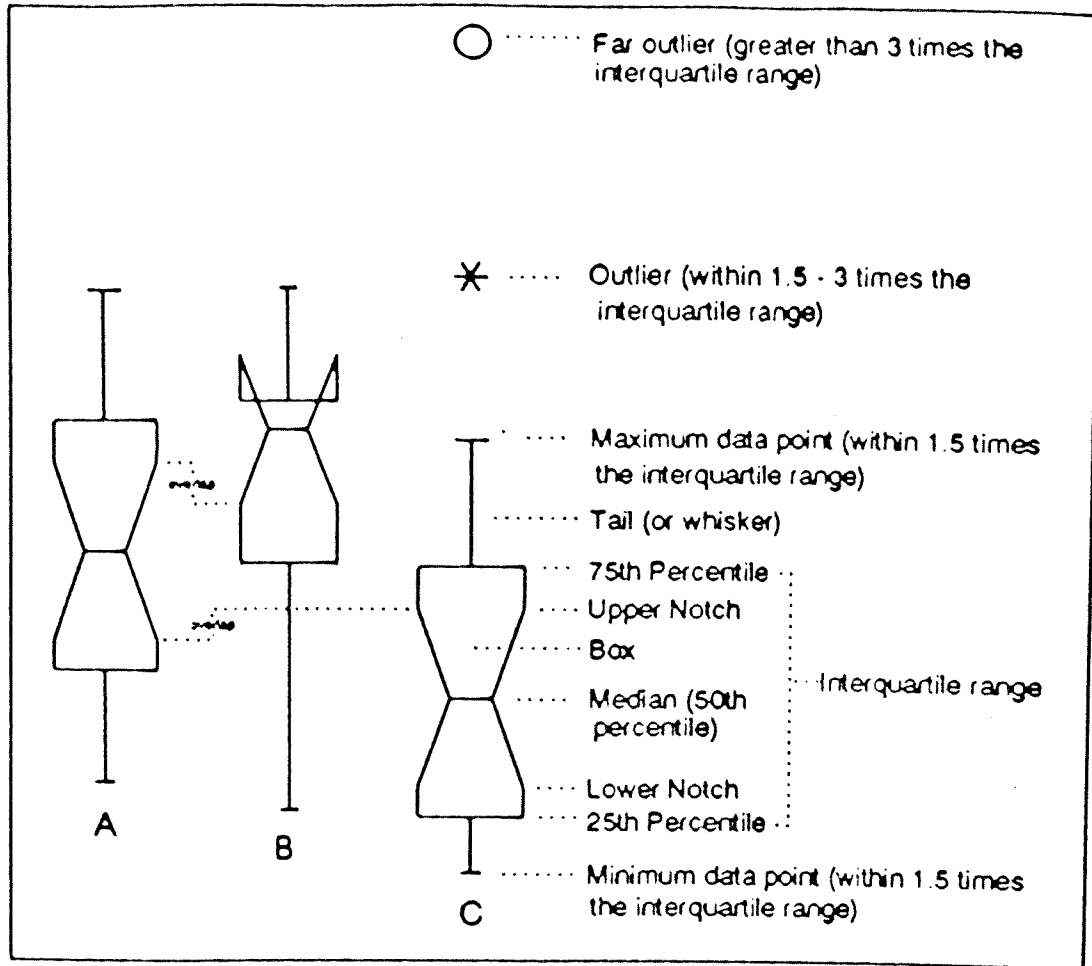 Far outlier (greater than 3 times the
interquartile range)
Outlier (within 1.5 - 3 times the
interquartile range)
Maximum data point (within 1.5 times
the interquartile range)
overlap
Tail (or whisker)
75th Percentile
Upper Notch
overlap
Box
Interquartile range
Median (50th
percentile)
Lower Notch
25th Percentile
A
B
Minimum data point (within 1.5 times
the interquartile range)
C